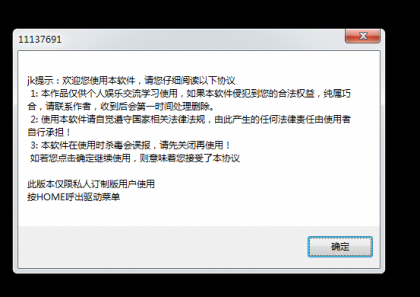 11137691
jk提示：欢迎您使用本软件，请您仔细阅读以下协议
1: 本作品仅供个人娱乐交流学习使用，如果本软件侵犯到您的合法权益，纯属巧
合，请联系作者，收到后会第一时间处理删除。
2: 使用本软件请自觉遵守国家相关法律法规，由此产生的任何法律责任由使用者
自行承担！
3: 本软件在使用时杀毒会误报，请先关闭再使用！
如若您点击确定继续使用，则意味着您接受了本协议
此版本仅限私人订制版用户使用
按HOME呼出驱动菜单
确定